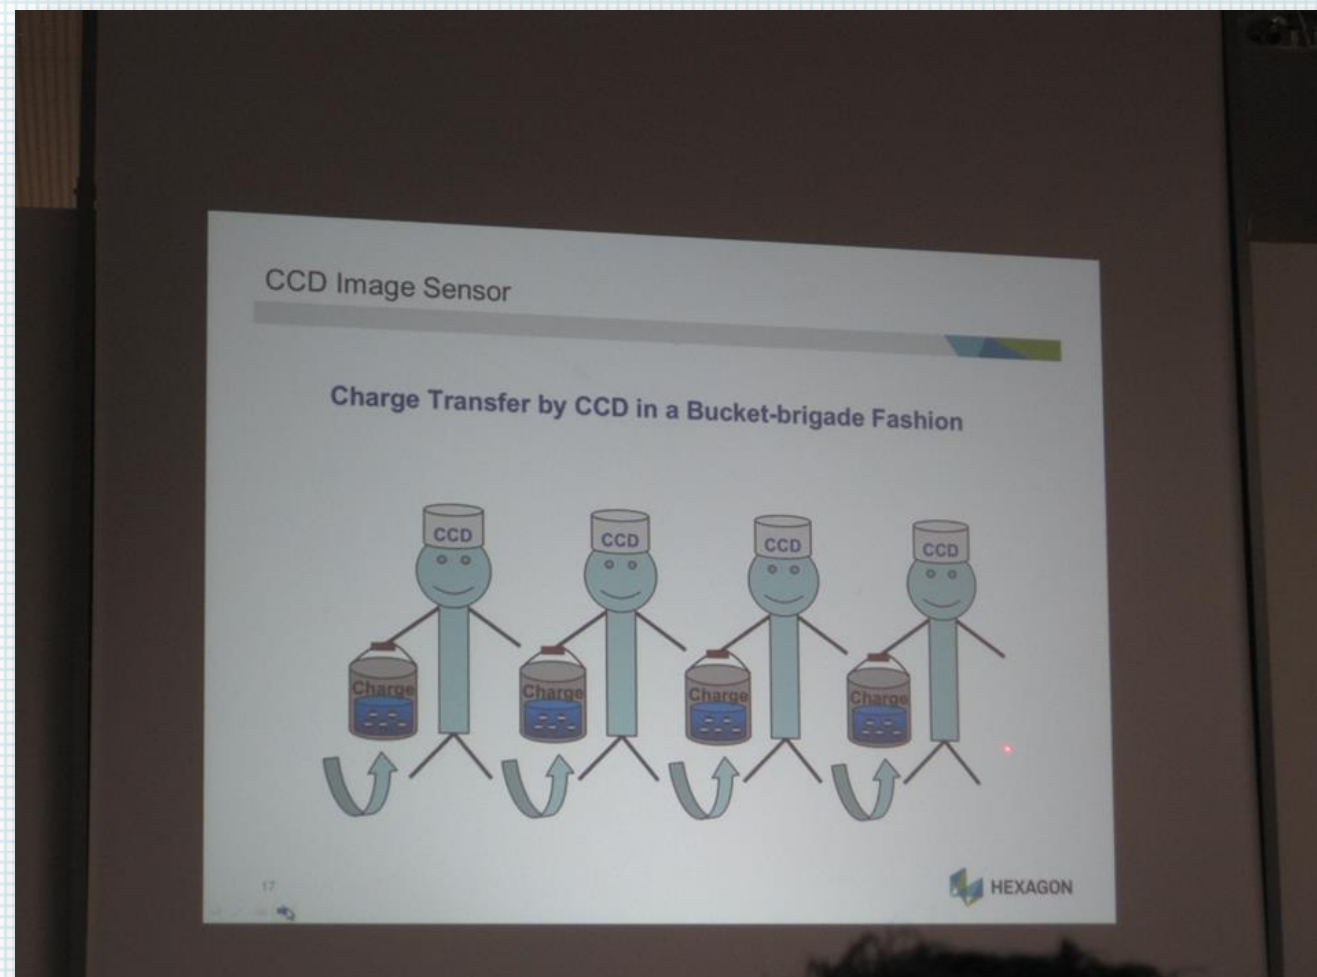 CCD Image Sensor
Charge Transfer by CCD in a Bucket-brigade Fashion
CCD CCD CCD CCD
Charge Charge Charge Charge
17
HEXAGON